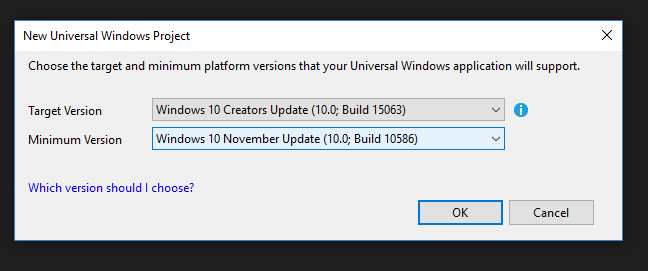 New Universal Windows Project
Choose the target and minimum platform versions that your Universal Windows application will support.
Target Version Windows 10 Creators Update (10.0; Build 15063)
Minimum Version Windows 10 November Update (10.0; Build 10586)
Which version should I choose?
OK Cancel